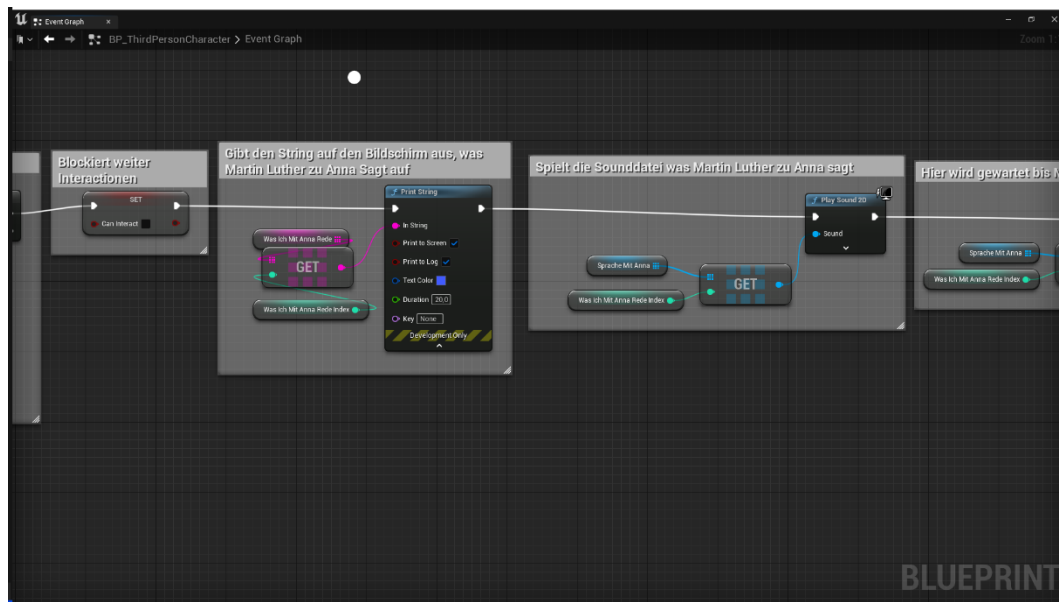 Event Graph
BP_ThirdPersonCharacter > Event Graph
Zoom
Blockiert weiter
Interactionen
SET
Can Interact
Gibt den String auf den Bildschirm aus, was
Martin Luther zu Anna Sagt auf
Print String
In String
Print to Screen
Print to Log
Text Color
Duration 20,0
Key None
Development Only
Was Ich Mit Anna Rede
GET
Was Ich Mit Anna Rede Index
Spielt die Sounddatei was Martin Luther zu Anna sagt
Play Sound 2D
Sound
Sprache Mit Anna
GET
Was Ich Mit Anna Rede Index
Hier wird gewartet bis
Sprache Mit Anna
Was Ich Mit Anna Rede Index
BLUEPRINT